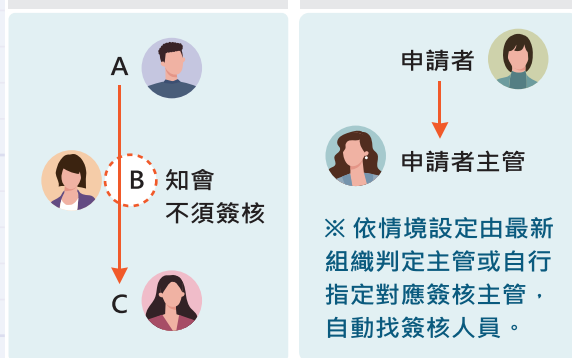 A
B
知會
不須簽核
C
申請者
申請者主管
※ 依情境設定由最新
組織判定主管或自行
指定對應簽核主管，
自動找簽核人員。